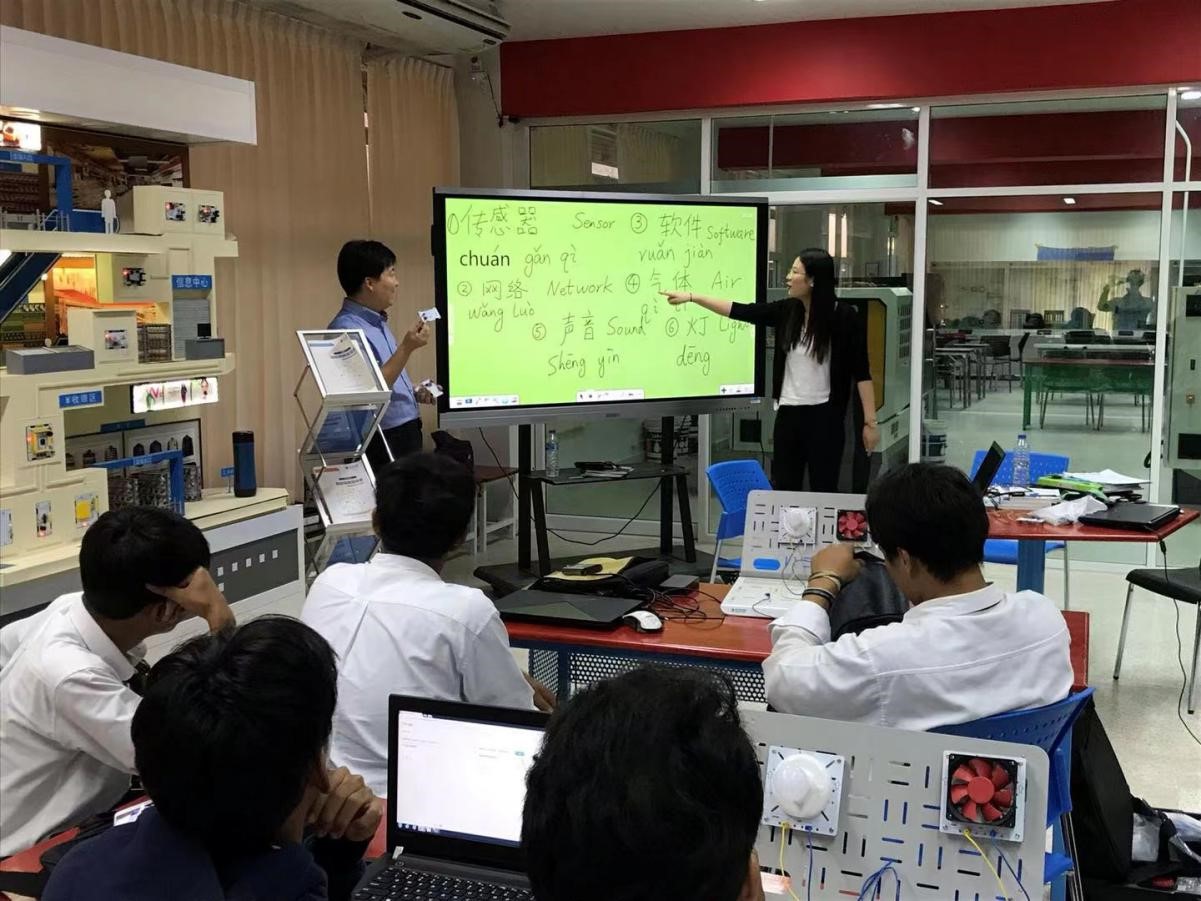 ①传感器 Sensor ③ 软件 Software
chuán gǎn qì ruǎn jiàn
② 网络 Network ④ 气体 Air
wǎng luò qì
⑤ 声音 Sound ⑥ 灯 Light
Shēng yīn dēng
信息中心
收银区